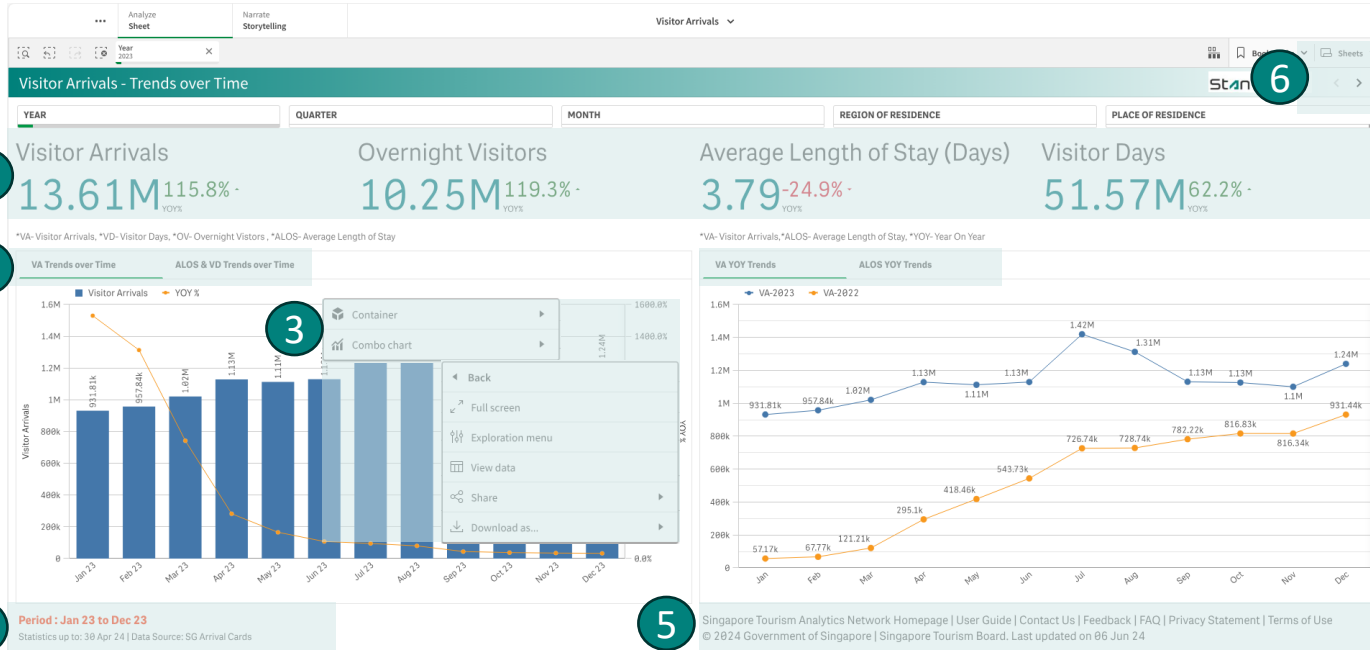 Analyze
Sheet
Narrate
Storytelling
Visitor Arrivals
Year
2023
Sheets
Visitor Arrivals - Trends over Time
6
YEAR
QUARTER
MONTH
REGION OF RESIDENCE
PLACE OF RESIDENCE
Visitor Arrivals
13.61M 115.8% -
YOY%
Overnight Visitors
10.25M 119.3% -
YOY%
Average Length of Stay (Days)
3.79 -24.9% -
YOY%
Visitor Days
51.57M 62.2% -
YOY%
*VA- Visitor Arrivals, *VD- Visitor Days, *OV- Overnight Vistors , *ALOS- Average Length of Stay
*VA- Visitor Arrivals,*ALOS- Average Length of Stay, *YOY- Year On Year
VA Trends over Time
ALOS & VD Trends over Time
Visitor Arrivals
YOY %
Visitor Arrivals
1.6M
1.4M
1.2M
1M
800k
600k
400k
200k
0
931.81k
957.84k
1.02M
1.13M
1.11M
1.24M
1600.0%
1400.0%
0.0%
YOY %
Jan 23
Feb 23
Mar 23
Apr 23
May 23
Jun 23
Jul 23
Aug 23
Sep 23
Oct 23
Nov 23
Dec 23
3
Container
Combo chart
Back
Full screen
Exploration menu
View data
Share
Download as...
VA YOY Trends
ALOS YOY Trends
VA-2023
VA-2022
1.6M
1.4M
1.2M
1M
800k
600k
400k
200k
0
931.81k
957.84k
1.02M
1.13M
1.11M
1.13M
1.42M
1.31M
1.13M
1.13M
1.1M
1.24M
57.17k
67.77k
121.21k
295.1k
418.46k
543.73k
726.74k
728.74k
782.22k
816.83k
816.34k
931.44k
Jan
Feb
Mar
Apr
May
Jun
Jul
Aug
Sep
Oct
Nov
Dec
Period : Jan 23 to Dec 23
Statistics up to: 30 Apr 24 | Data Source: SG Arrival Cards
5
Singapore Tourism Analytics Network Homepage | User Guide | Contact Us | Feedback | FAQ | Privacy Statement | Terms of Use
© 2024 Government of Singapore | Singapore Tourism Board. Last updated on 06 Jun 24